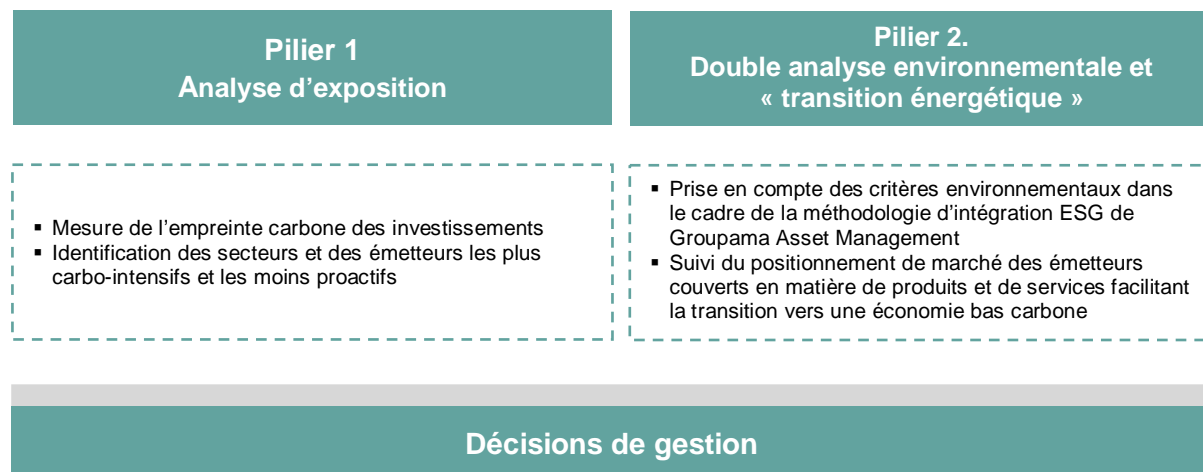 Pilier 1
Analyse d’exposition
Pilier 2.
Double analyse environnementale et
« transition énergétique »
▪ Mesure de l’empreinte carbone des investissements
▪ Identification des secteurs et des émetteurs les plus
carbo-intensifs et les moins proactifs
▪ Prise en compte des critères environnementaux dans
le cadre de la méthodologie d’intégration ESG de
Groupama Asset Management
▪ Suivi du positionnement de marché des émetteurs
couverts en matière de produits et de services facilitant
la transition vers une économie bas carbone
Décisions de gestion